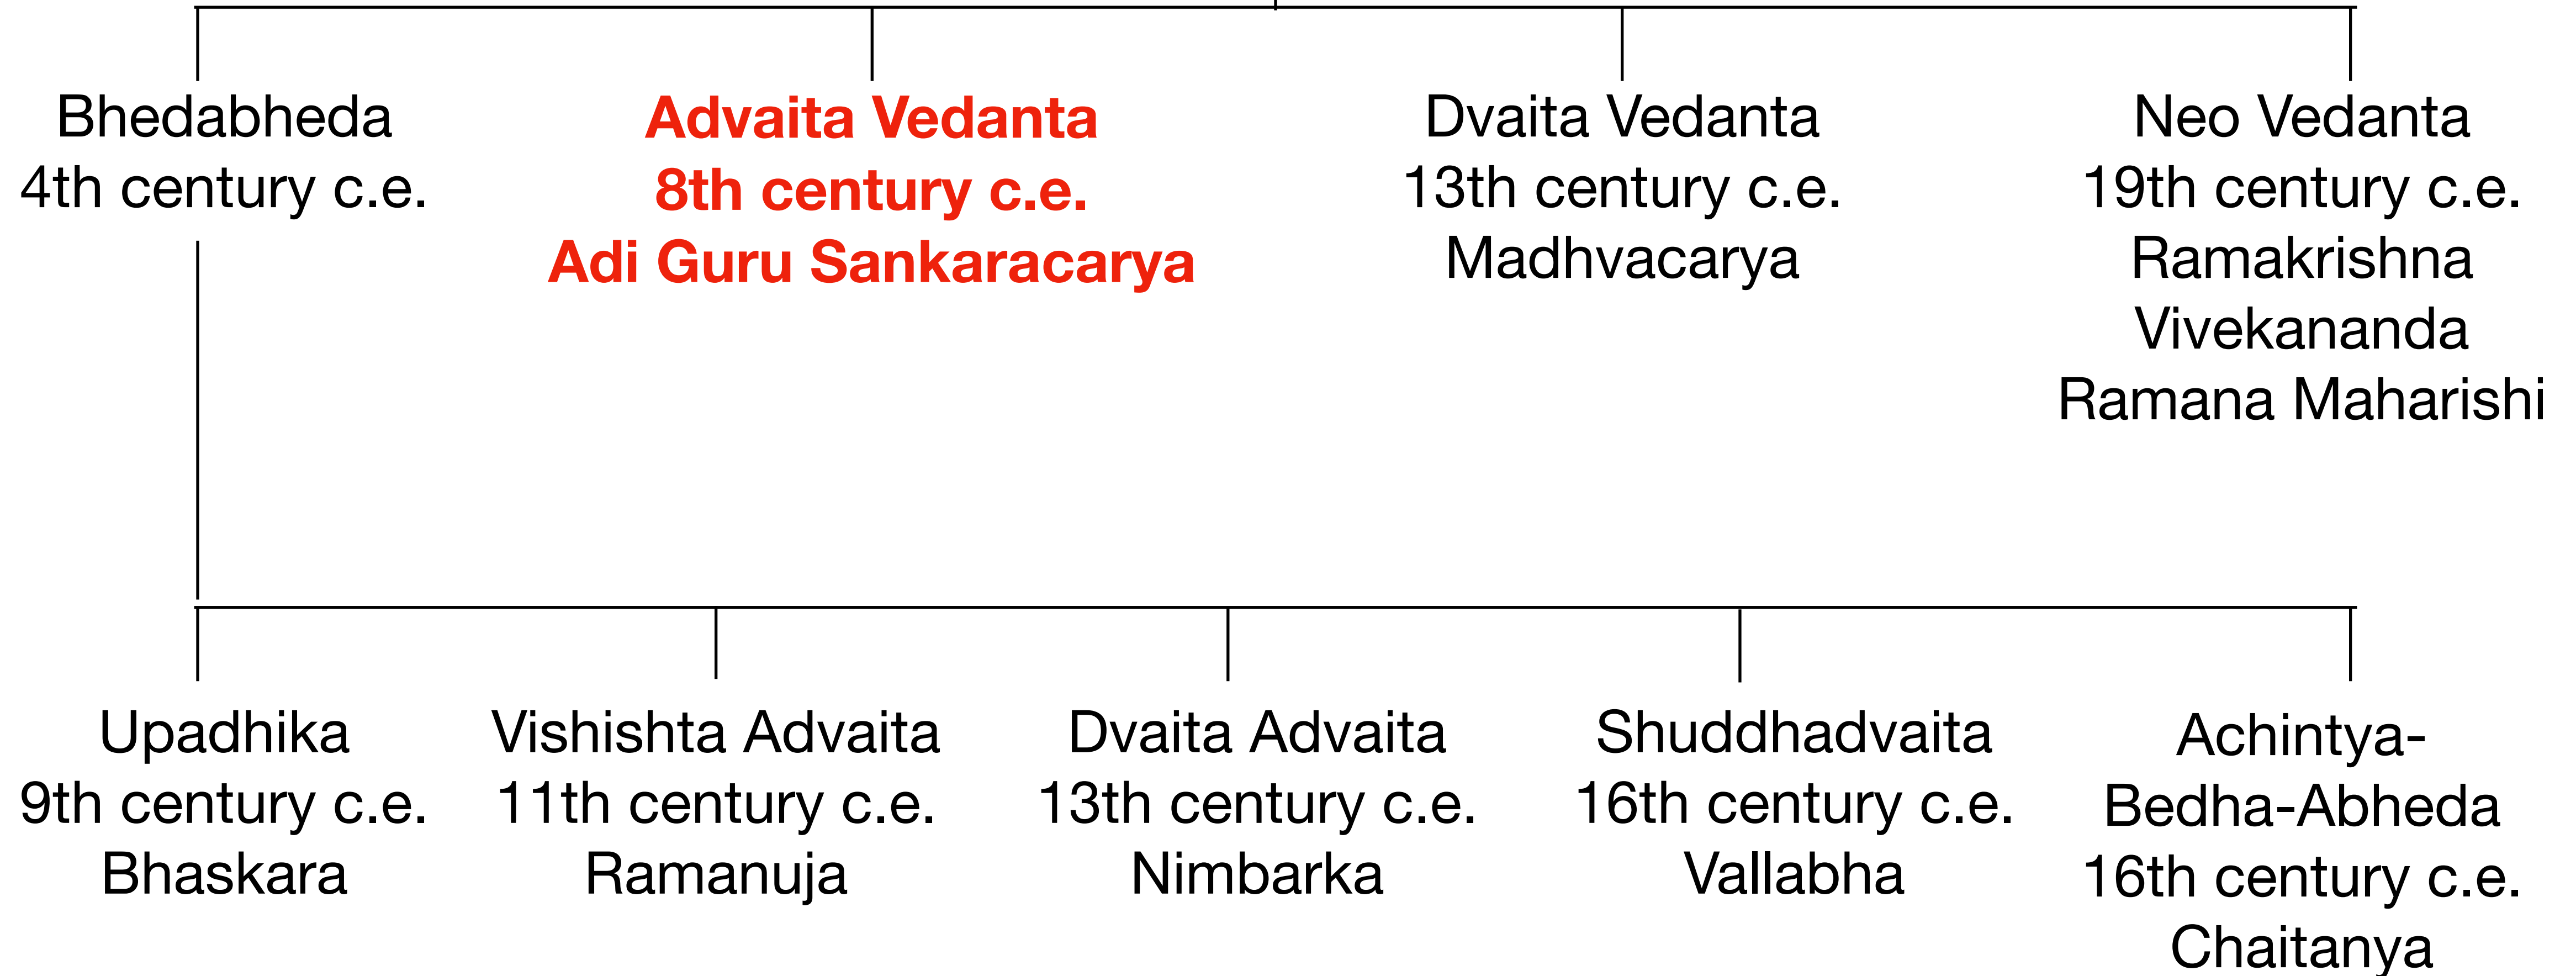 Bhedabheda
4th century c.e.
Advaita Vedanta
8th century c.e.
Adi Guru Sankaracarya
Dvaita Vedanta
13th century c.e.
Madhvacarya
Neo Vedanta
19th century c.e.
Ramakrishna
Vivekananda
Ramana Maharishi
Upadhika
9th century c.e.
Bhaskara
Vishishta Advaita
11th century c.e.
Ramanuja
Dvaita Advaita
13th century c.e.
Nimbarka
Shuddhadvaita
16th century c.e.
Vallabha
Achintya-
Bedha-Abheda
16th century c.e.
Chaitanya